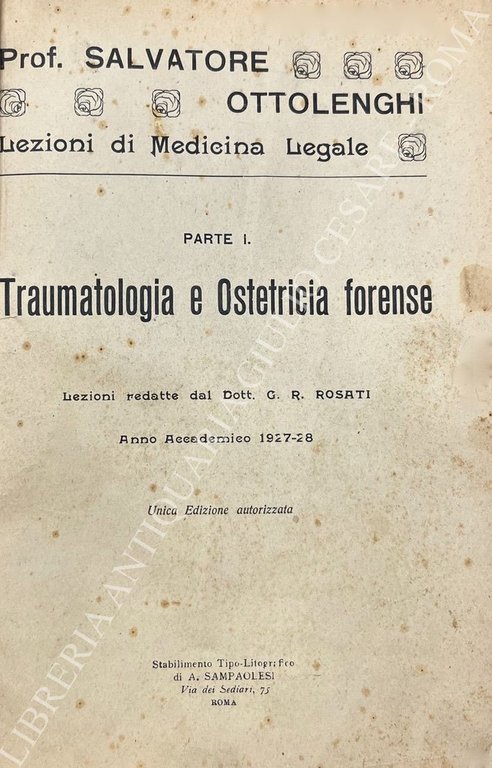 Prof. SALVATORE
OTTOLENGHI
Lezioni di Medicina Legale
PARTE I.
Traumatologia e Ostetricia forense
Lezioni redatte dal Dott. G. R. ROSATI
Anno Accademico 1927-28
Unica Edizione autorizzata
Stabilimento Tipo-Litografico
di A. SAMPAOLESI
Via dei Sediari, 75
ROMA
LIBRERIA ANTIQUARIA GIULIO CESARE - ROMA